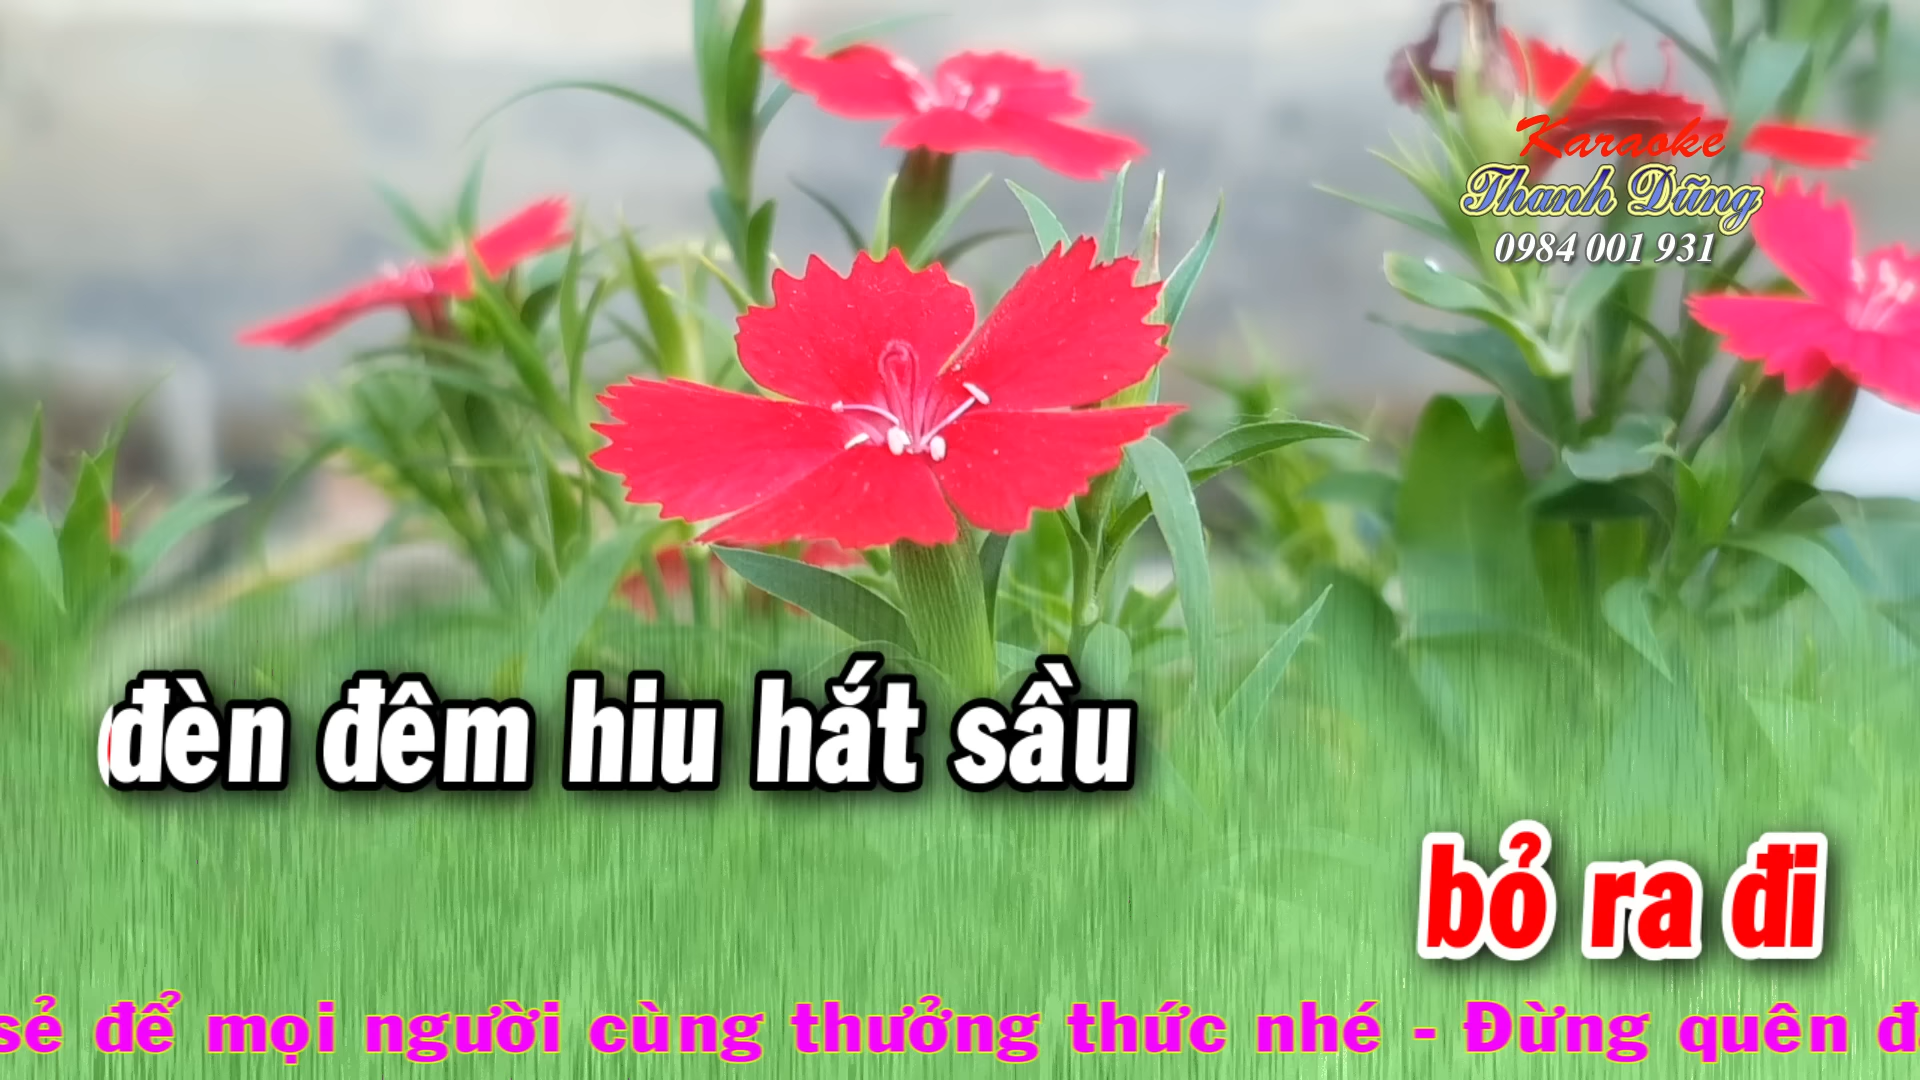 Karaoke
Thanh Dũng
0984 001 931
đèn đêm hiu hắt sầu
bỏ ra đi
sẻ để mọi người cùng thưởng thức nhé - Đừng quên